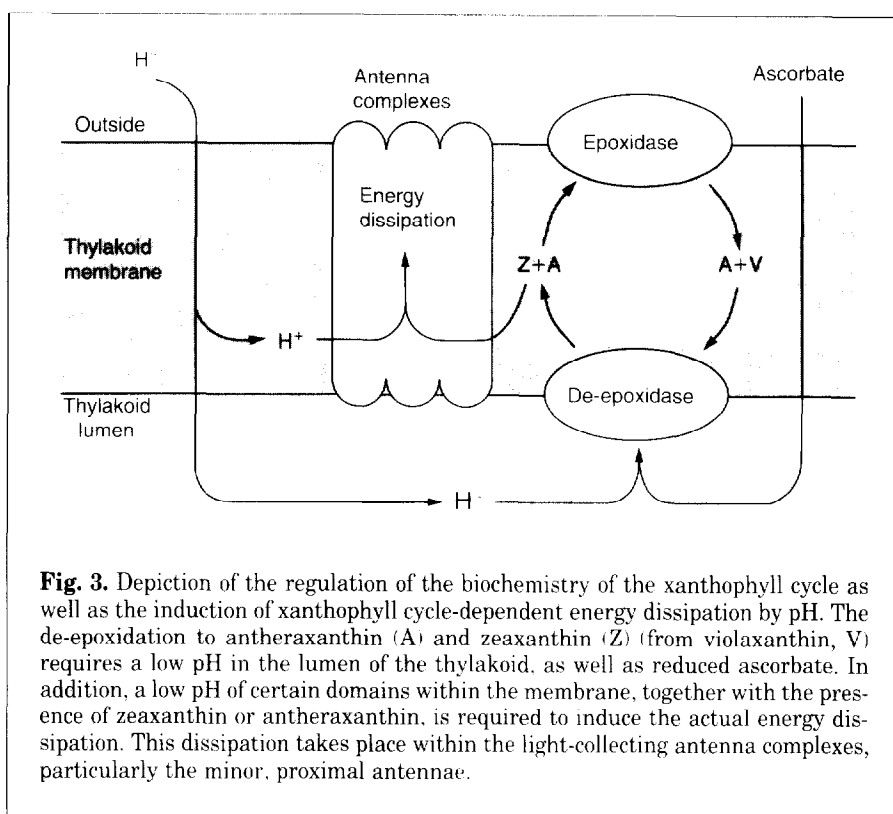 H⁻
Antenna
complexes
Ascorbate
Outside
Epoxidase
Energy
dissipation
Thylakoid
membrane
Z+A
A+V
H⁺
Thylakoid
lumen
De-epoxidase
H⁻
Fig. 3. Depiction of the regulation of the biochemistry of the xanthophyll cycle as
well as the induction of xanthophyll cycle-dependent energy dissipation by pH. The
de-epoxidation to antheraxanthin (A) and zeaxanthin (Z) (from violaxanthin, V)
requires a low pH in the lumen of the thylakoid, as well as reduced ascorbate. In
addition, a low pH of certain domains within the membrane, together with the pres-
ence of zeaxanthin or antheraxanthin, is required to induce the actual energy dis-
sipation. This dissipation takes place within the light-collecting antenna complexes,
particularly the minor, proximal antennae.